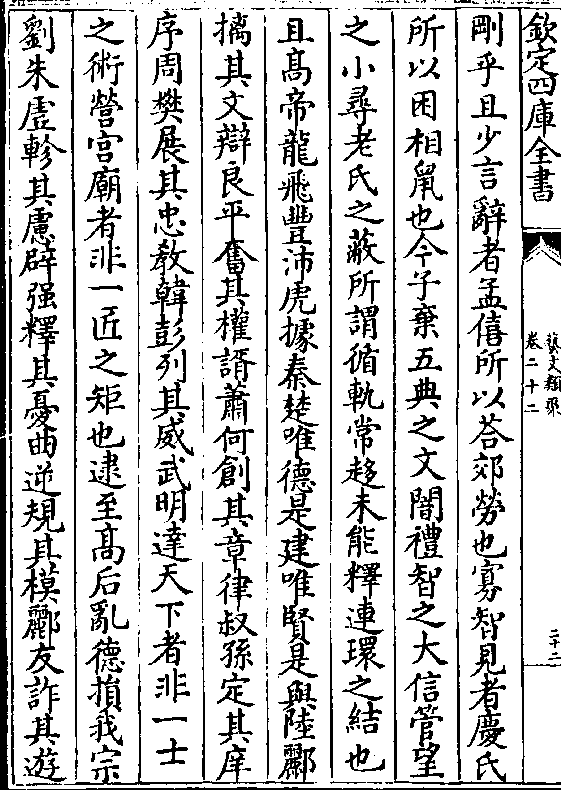 欽定四庫全書
藝文類聚
卷二十二
二十二
剛乎且少言辭者孟僖所以荅郊勞也寡智見者慶氏
所以困相鼠也今子棄五典之文闇禮智之大信管望
之小尋老氏之蔽所謂循軌常趍未能釋連環之結也
且髙帝龍飛豐沛虎據秦楚唯德是建唯賢是與陸酈
摛其文辯良平奮其權譎蕭何創其章律叔孫定其庠
序周樊展其忠教韓彭列其威武明達天下者非一士
之術營宫廟者非一匠之矩也逮至髙后亂德損我宗
劉朱虛軫其慮辟强釋其憂曲逆規其模酈友詐其遊